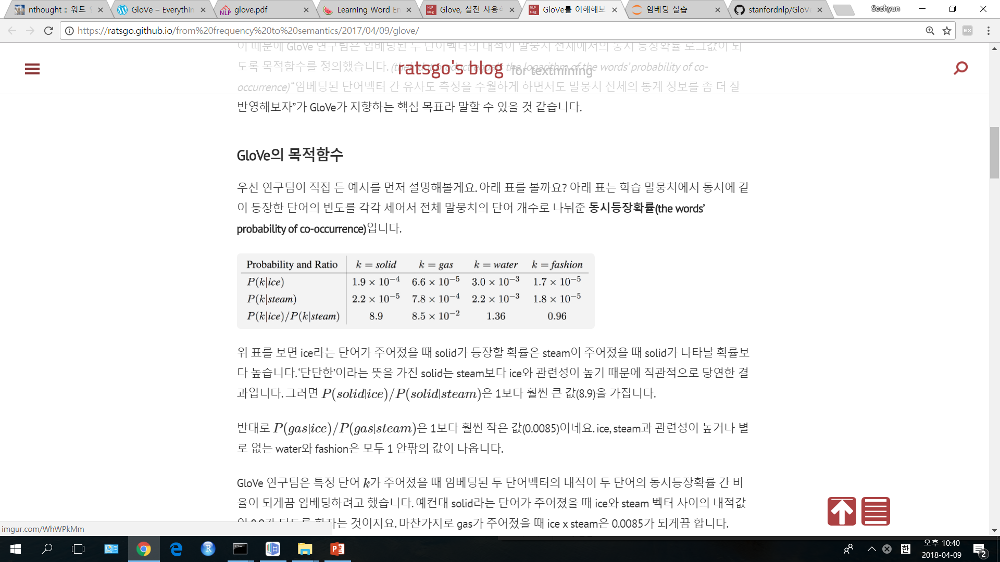 nthought :: 워드
GloVe – Everythin
glove.pdf
Learning Word En
Glove, 실전 사용하
GloVe를 이해해보
임베딩 실습
stanfordnlp/GloVe
Seohyun
https://ratsgo.github.io/from%20frequency%20to%20semantics/2017/04/09/glove/
EX
이 때문에 GloVe 연구팀은 임베딩된 두 단어벡터의 내적이 말뭉치 전체에서의 동시 등장확률 로그값이 되
도록 목적함수를 정의했습니다. (their dot product equals the logarithm of the words' probability of co-
ratsgo's blog for textmining
occurrence) “임베딩된 단어벡터 간 유사도 측정을 수월하게 하면서도 말뭉치 전체의 통계 정보를 좀 더 잘
반영해보자”가 GloVe가 지향하는 핵심 목표라 말할 수 있을 것 같습니다.
GloVe의 목적함수
우선 연구팀이 직접 든 예시를 먼저 설명해볼게요. 아래 표를 볼까요? 아래 표는 학습 말뭉치에서 동시에 같
이 등장한 단어의 빈도를 각각 세어서 전체 말뭉치의 단어 개수로 나눠준 동시등장확률(the words’
probability of co-occurrence)입니다.
Probability and Ratio k = solid k = gas k = water k = fashion
P(k|ice) 1.9 × 10⁻⁴ 6.6 × 10⁻⁵ 3.0 × 10⁻³ 1.7 × 10⁻⁵
P(k|steam) 2.2 × 10⁻⁵ 7.8 × 10⁻⁴ 2.2 × 10⁻³ 1.8 × 10⁻⁵
P(k|ice)/P(k|steam) 8.9 8.5 × 10⁻² 1.36 0.96
위 표를 보면 ice라는 단어가 주어졌을 때 solid가 등장할 확률은 steam이 주어졌을 때 solid가 나타날 확률보
다 높습니다. ‘단단한’이라는 뜻을 가진 solid는 steam보다 ice와 관련성이 높기 때문에 직관적으로 당연한 결
과입니다. 그러면 P(solid|ice)/P(solid|steam)은 1보다 훨씬 큰 값(8.9)을 가집니다.
반대로 P(gas|ice)/P(gas|steam)은 1보다 훨씬 작은 값(0.0085)이네요. ice, steam과 관련성이 높거나 별
로 없는 water와 fashion은 모두 1 안팎의 값이 나옵니다.
GloVe 연구팀은 특정 단어 k가 주어졌을 때 임베딩된 두 단어벡터의 내적이 두 단어의 동시등장확률 간 비
율이 되게끔 임베딩하려고 했습니다. 예컨대 solid라는 단어가 주어졌을 때 ice와 steam 벡터 사이의 내적값
이 8.9가 되도록 하자는 것이지요. 마찬가지로 gas가 주어졌을 때 ice x steam은 0.0085가 되게끔 합니다.
imgur.com/WhWPkMm
한
오후 10:40
2018-04-09
2